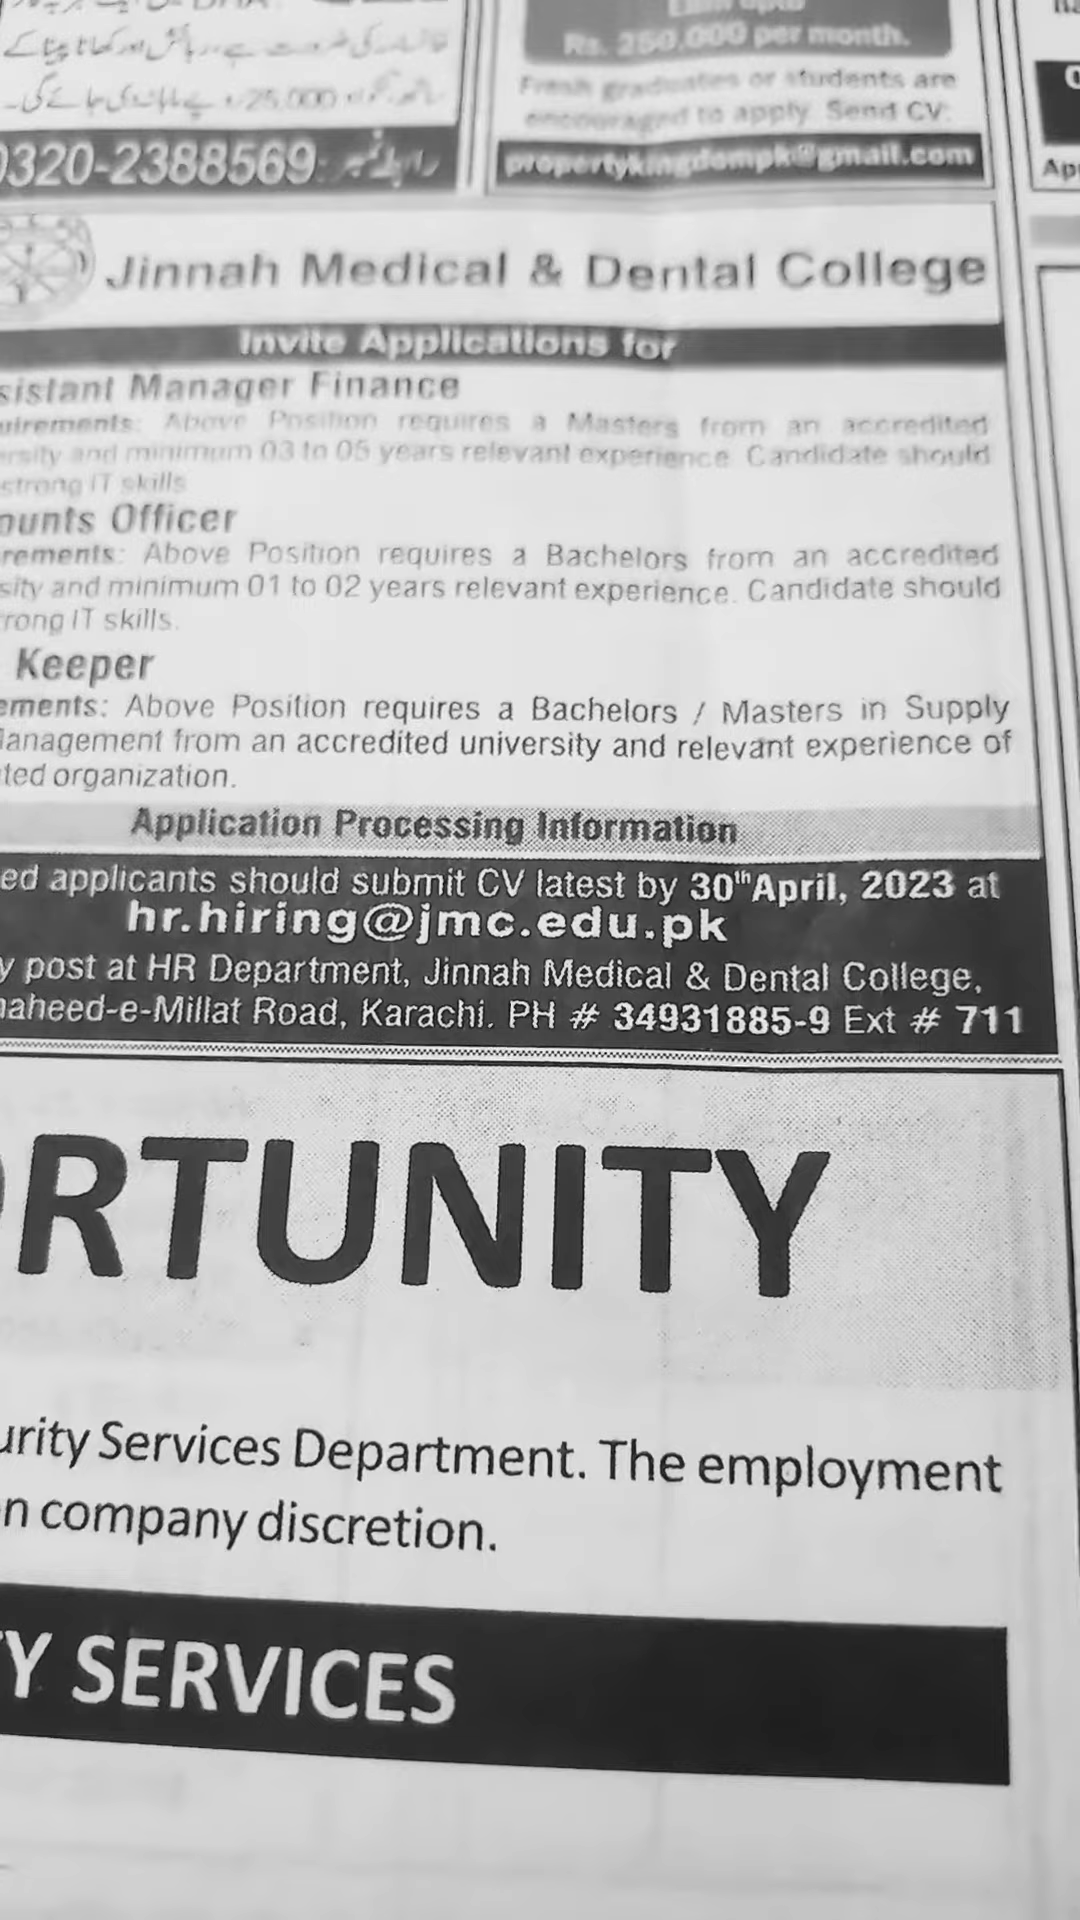 25,000
0320-2388569
Rs. 250,000 per month.
Fresh graduates or students are
encouraged to apply. Send CV:
propertykingdompk@gmail.com
Ap
Jinnah Medical & Dental College
Invite Applications for
sistant Manager Finance
uirements: Above Position requires a Masters from an accredited
ersity and minimum 03 to 05 years relevant experience. Candidate should
strong IT skills
ounts Officer
rements: Above Position requires a Bachelors from an accredited
sity and minimum 01 to 02 years relevant experience. Candidate should
rong IT skills.
Keeper
ements: Above Position requires a Bachelors / Masters in Supply
lanagement from an accredited university and relevant experience of
ted organization.
Application Processing Information
ed applicants should submit CV latest by 30th April, 2023 at
hr.hiring@jmc.edu.pk
y post at HR Department, Jinnah Medical & Dental College,
haheed-e-Millat Road, Karachi. PH # 34931885-9 Ext # 711
RTUNITY
urity Services Department. The employment
n company discretion.
Y SERVICES